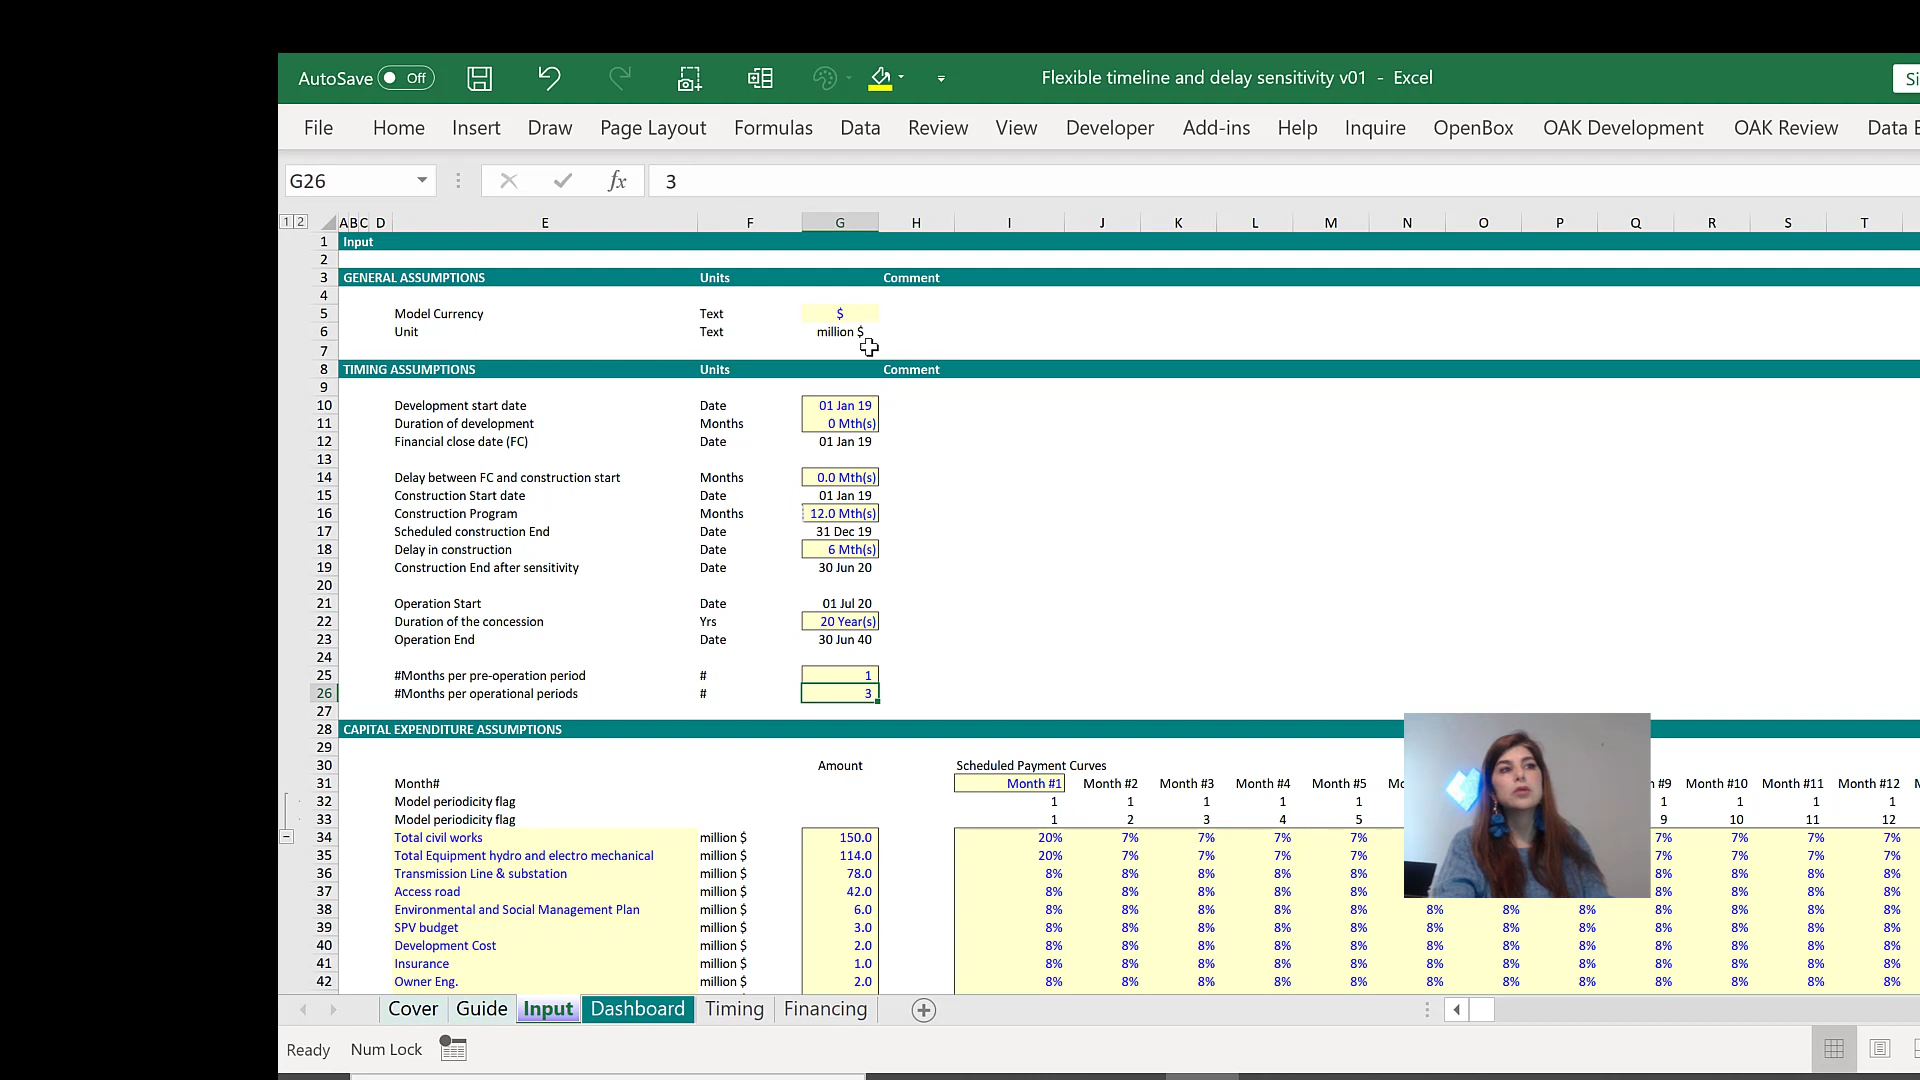 AutoSave Off Flexible timeline and delay sensitivity v01 - Excel
File Home Insert Draw Page Layout Formulas Data Review View Developer Add-ins Help Inquire OpenBox OAK Development OAK Review Data
G26 fx 3
1 2 A B C D E F G H I J K L M N O P Q R S T
1 Input
2
3 GENERAL ASSUMPTIONS Units Comment
4
5 Model Currency Text $
6 Unit Text million $
7
8 TIMING ASSUMPTIONS Units Comment
9
10 Development start date Date 01 Jan 19
11 Duration of development Months 0 Mth(s)
12 Financial close date (FC) Date 01 Jan 19
13
14 Delay between FC and construction start Months 0.0 Mth(s)
15 Construction Start date Date 01 Jan 19
16 Construction Program Months 12.0 Mth(s)
17 Scheduled construction End Date 31 Dec 19
18 Delay in construction Date 6 Mth(s)
19 Construction End after sensitivity Date 30 Jun 20
20
21 Operation Start Date 01 Jul 20
22 Duration of the concession Yrs 20 Year(s)
23 Operation End Date 30 Jun 40
24
25 #Months per pre-operation period # 1
26 #Months per operational periods # 3
27
28 CAPITAL EXPENDITURE ASSUMPTIONS
29
30 Amount Scheduled Payment Curves
31 Month# Month #1 Month #2 Month #3 Month #4 Month #5 #9 Month #10 Month #11 Month #12
32 Model periodicity flag 1 1 1 1 1 1 1 1 1
33 Model periodicity flag 1 2 3 4 5 9 10 11 12
34 Total civil works million $ 150.0 20% 7% 7% 7% 7% 7% 7% 7% 7%
35 Total Equipment hydro and electro mechanical million $ 114.0 20% 7% 7% 7% 7% 7% 7% 7% 7%
36 Transmission Line & substation million $ 78.0 8% 8% 8% 8% 8% 8% 8% 8% 8%
37 Access road million $ 42.0 8% 8% 8% 8% 8% 8% 8% 8% 8%
38 Environmental and Social Management Plan million $ 6.0 8% 8% 8% 8% 8% 8% 8% 8% 8% 8% 8% 8%
39 SPV budget million $ 3.0 8% 8% 8% 8% 8% 8% 8% 8% 8% 8% 8% 8%
40 Development Cost million $ 2.0 8% 8% 8% 8% 8% 8% 8% 8% 8% 8% 8% 8%
41 Insurance million $ 1.0 8% 8% 8% 8% 8% 8% 8% 8% 8% 8% 8% 8%
42 Owner Eng. million $ 2.0 8% 8% 8% 8% 8% 8% 8% 8% 8% 8% 8% 8%
Cover Guide Input Dashboard Timing Financing
Ready Num Lock